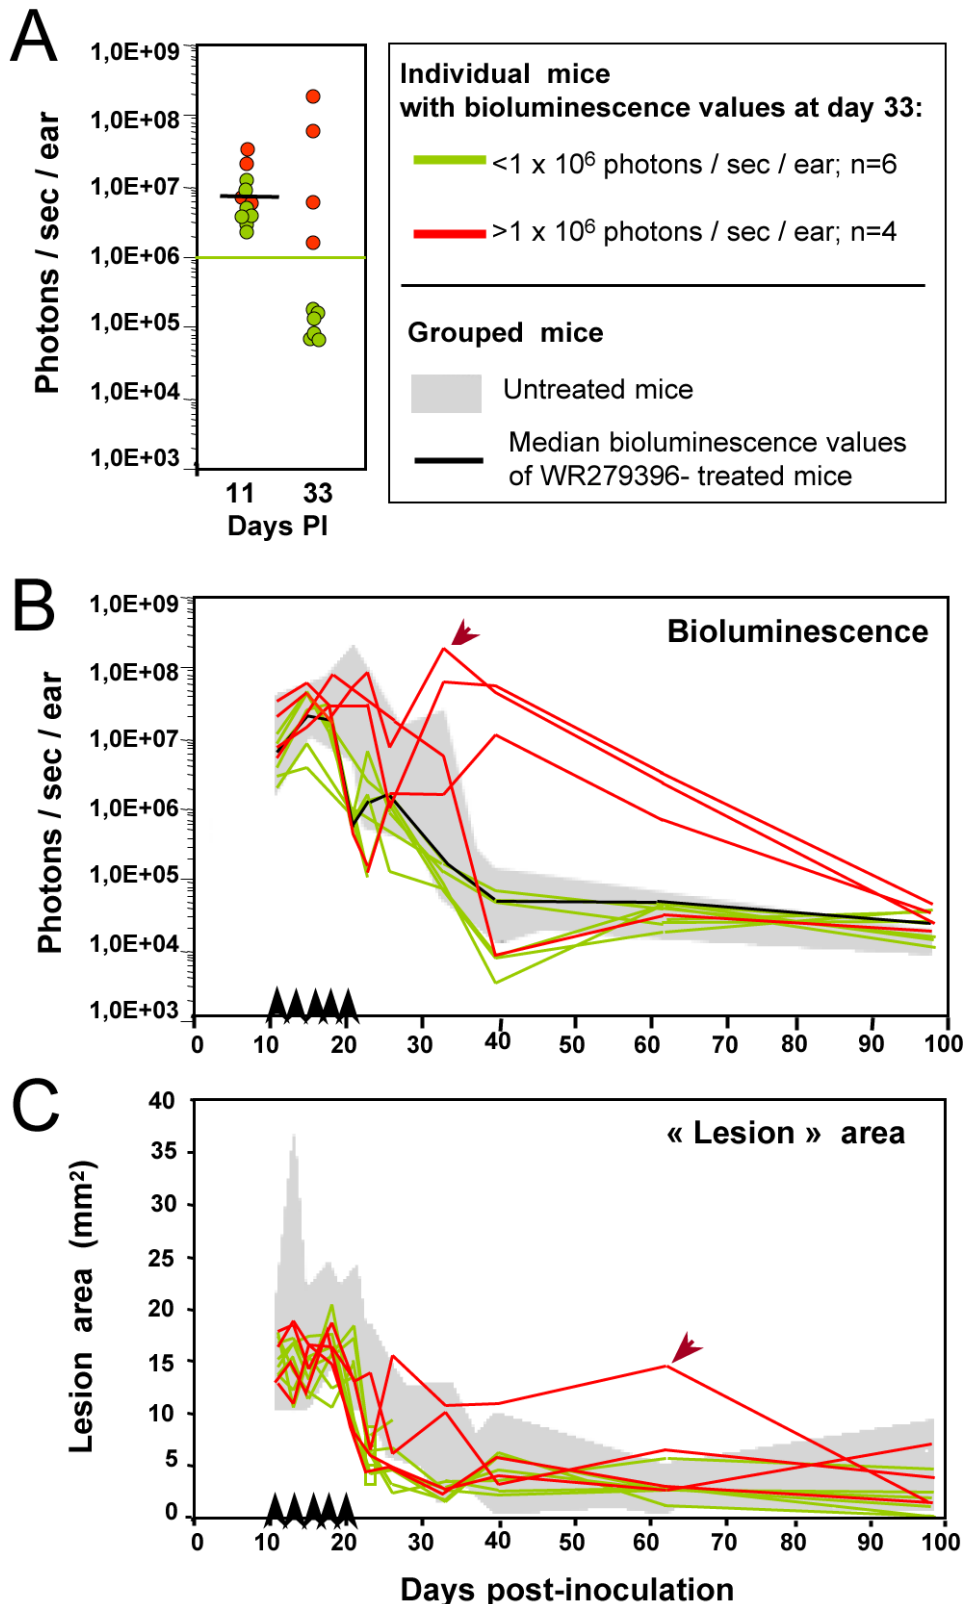 A
1,0E+09
1,0E+08
1,0E+07
1,0E+06
1,0E+05
1,0E+04
1,0E+03
Photons / sec / ear
11 33
Days PI
Individual mice
with bioluminescence values at day 33:
<1 x 10⁶ photons / sec / ear; n=6
>1 x 10⁶ photons / sec / ear; n=4
Grouped mice
Untreated mice
Median bioluminescence values
of WR279396- treated mice
B
Bioluminescence
1,0E+09
1,0E+08
1,0E+07
1,0E+06
1,0E+05
1,0E+04
1,0E+03
Photons / sec / ear
0 10 20 30 40 50 60 70 80 90 100
C
« Lesion » area
40
35
30
25
20
15
10
5
0
Lesion area (mm²)
0 10 20 30 40 50 60 70 80 90 100
Days post-inoculation